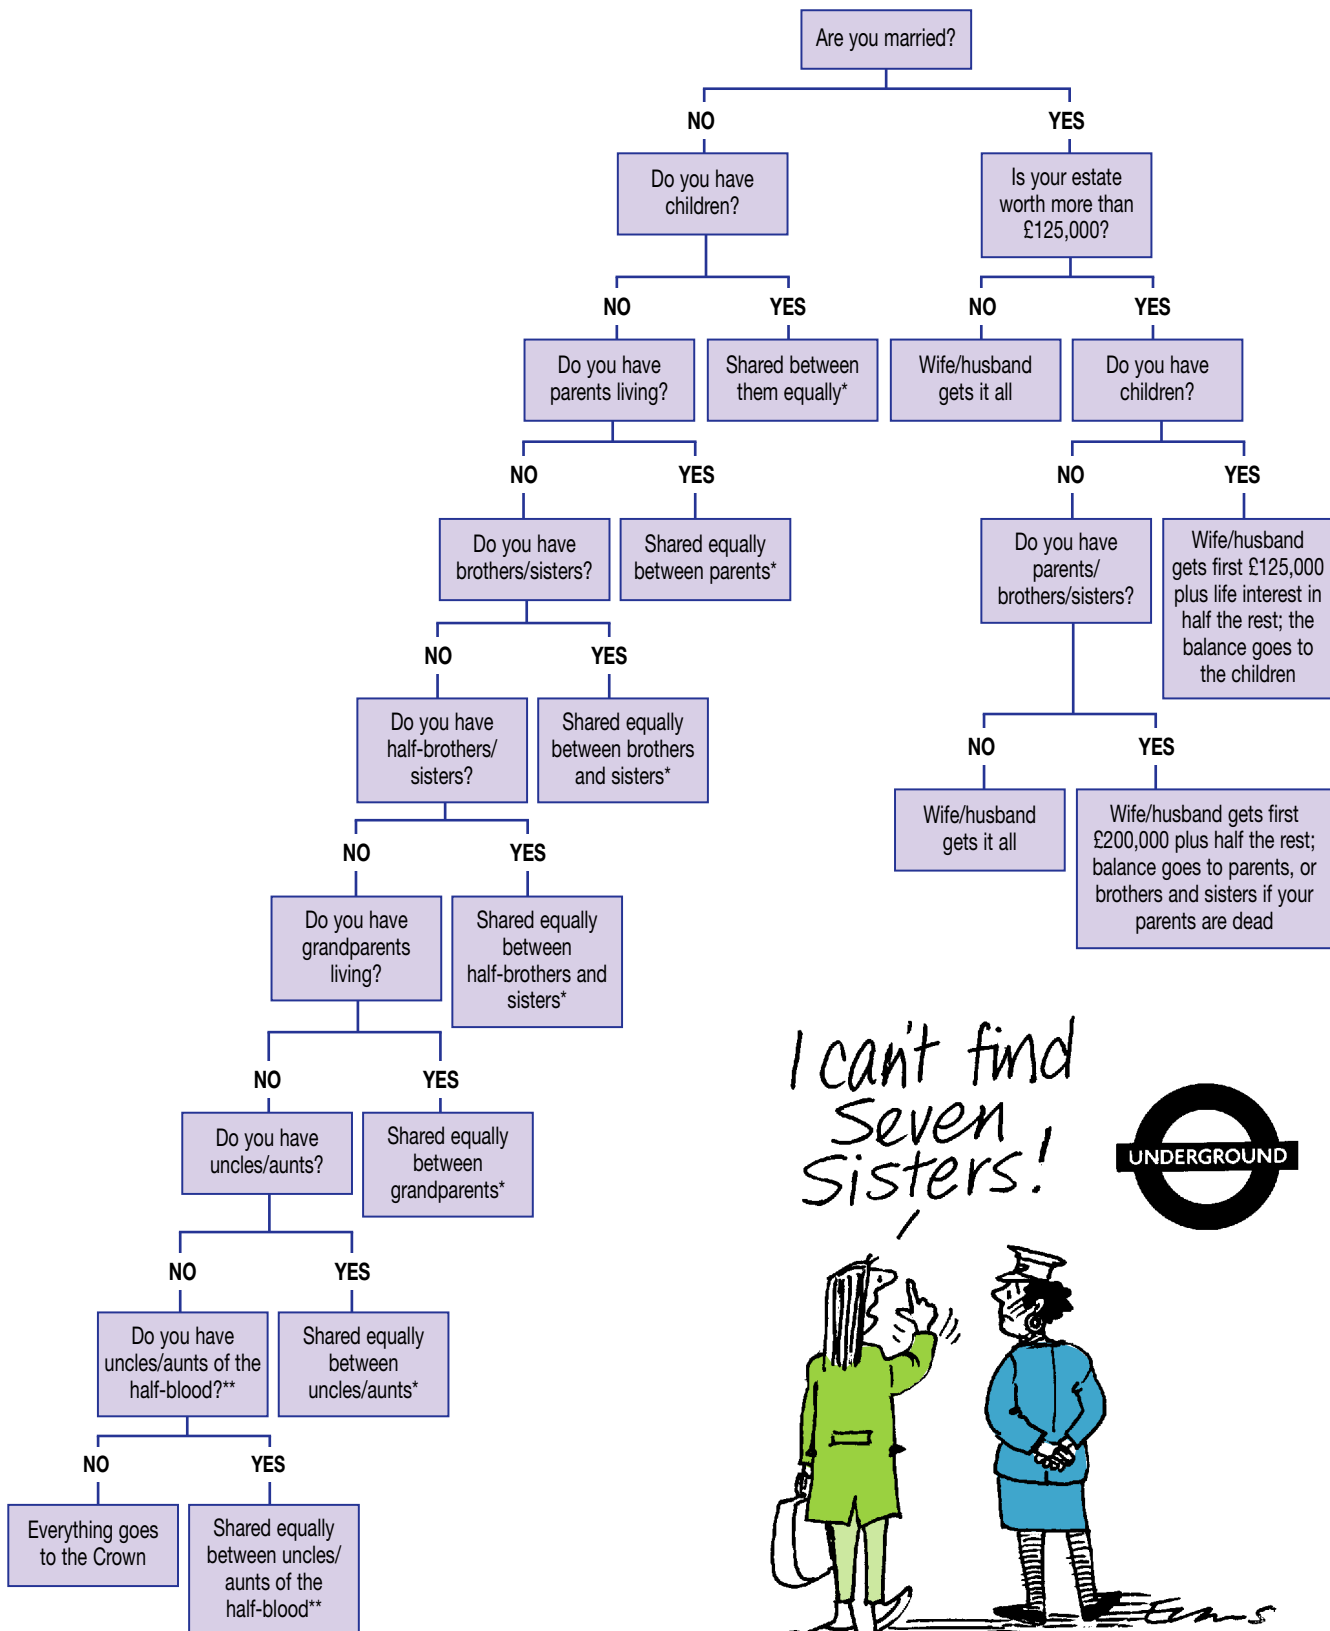 Are you married?
NO
YES
Do you have
children?
Is your estate
worth more than
£125,000?
NO
YES
NO
YES
Do you have
parents living?
Shared between
them equally*
Wife/husband
gets it all
Do you have
children?
NO
YES
NO
YES
Do you have
brothers/sisters?
Shared equally
between parents*
Do you have
parents/
brothers/sisters?
Wife/husband
gets first £125,000
plus life interest in
half the rest; the
balance goes to
the children
NO
YES
Do you have
half-brothers/
sisters?
Shared equally
between brothers
and sisters*
NO
YES
Wife/husband
gets it all
Wife/husband gets first
£200,000 plus half the rest;
balance goes to parents, or
brothers and sisters if your
parents are dead
NO
YES
Do you have
grandparents
living?
Shared equally
between
half-brothers and
sisters*
NO
YES
Do you have
uncles/aunts?
Shared equally
between
grandparents*
I can't find
Seven
Sisters!
UNDERGROUND
NO
YES
Do you have
uncles/aunts of the
half-blood?**
Shared equally
between
uncles/aunts*
NO
YES
Everything goes
to the Crown
Shared equally
between uncles/
aunts of the
half-blood**